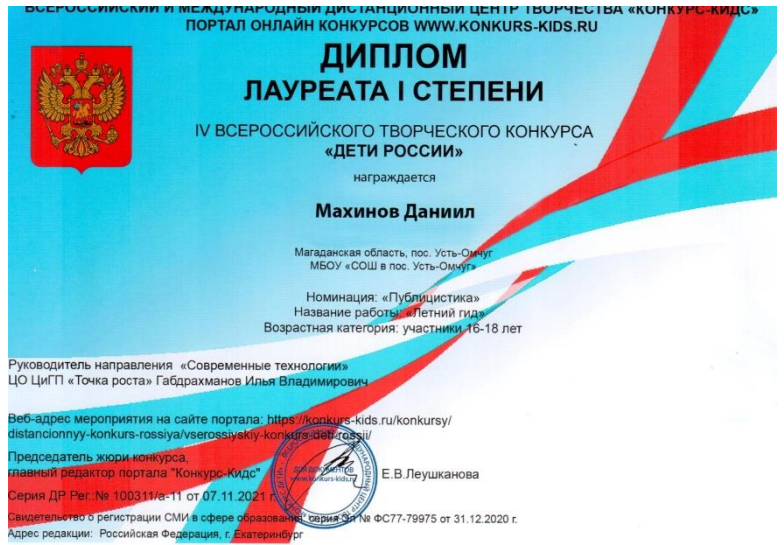 ВСЕРОССИЙСКИЙ И МЕЖДУНАРОДНЫЙ ДИСТАНЦИОННЫЙ ЦЕНТР ТВОРЧЕСТВА «КОНКУРС-КИДС»
ПОРТАЛ ОНЛАЙН КОНКУРСОВ WWW.KONKURS-KIDS.RU
ДИПЛОМ
ЛАУРЕАТА I СТЕПЕНИ
IV ВСЕРОССИЙСКОГО ТВОРЧЕСКОГО КОНКУРСА
«ДЕТИ РОССИИ»
награждается
Махинов Даниил
Магаданская область, пос. Усть-Омчуг
МБОУ «СОШ в пос. Усть-Омчуг»
Номинация: «Публицистика»
Название работы: «Летний гид»
Возрастная категория: участники 16-18 лет
Руководитель направления «Современные технологии»
ЦО ЦиГП «Точка роста» Габдрахманов Илья Владимирович
Веб-адрес мероприятия на сайте портала: https://konkurs-kids.ru/konkursy/
distancionnyy-konkurs-rossiya/vserossiyskiy-konkurs-deti-rossii/
Председатель жюри конкурса,
главный редактор портала "Конкурс-Кидс"
Е.В.Леушканова
ДЛЯ ДОКУМЕНТОВ
www.konkurs-kids.ru
Серия ДР Рег.:№ 100311/а-11 от 07.11.2021 г.
Свидетельство о регистрации СМИ в сфере образования: серия Эл № ФС77-79975 от 31.12.2020 г.
Адрес редакции: Российская Федерация, г. Екатеринбург